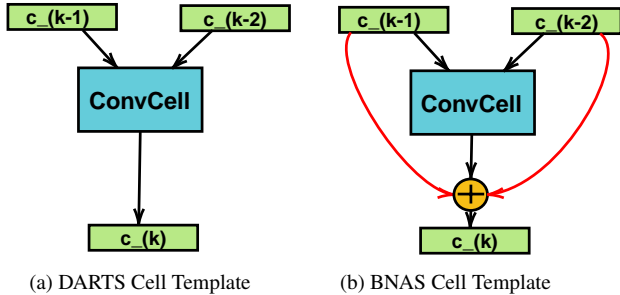 c_(k-1) c_(k-2) c_(k-1) c_(k-2)
ConvCell ConvCell
+
c_(k) c_(k)
(a) DARTS Cell Template (b) BNAS Cell Template